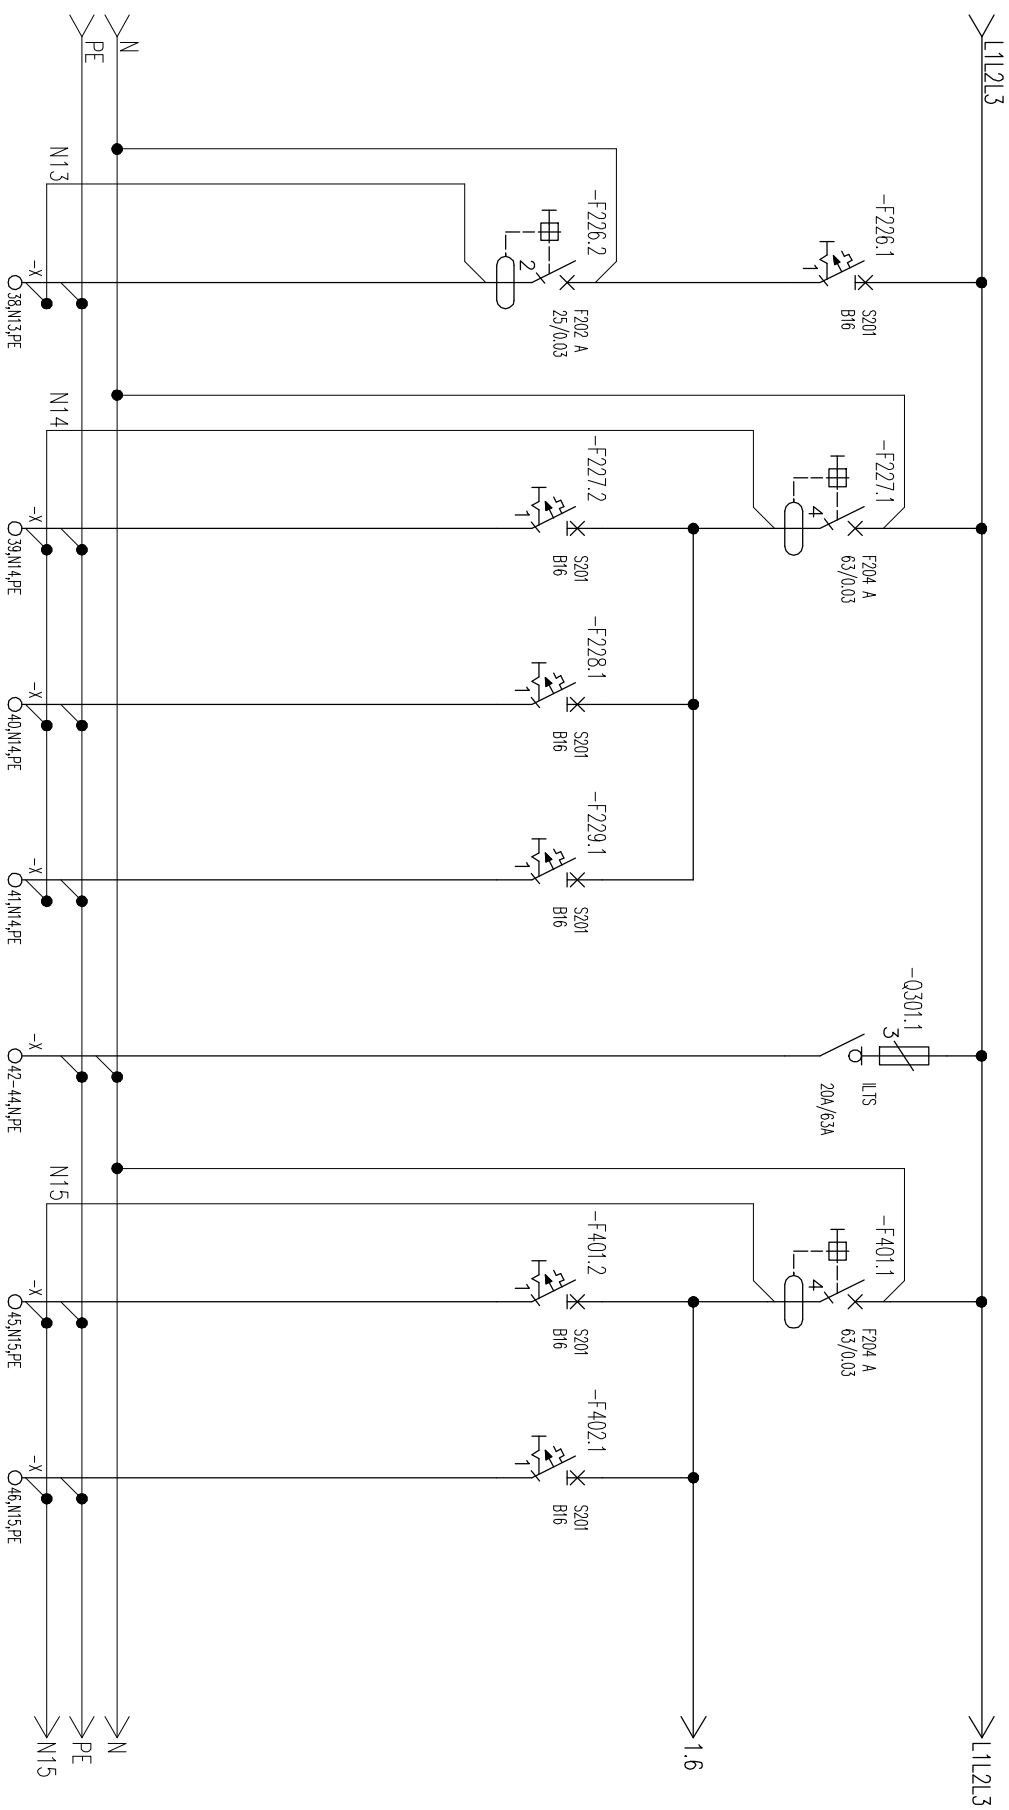 L1L2L3
L1L2L3
-F226.1
S201
B16
-F226.2
F202 A
25/0.03
1
2
-F227.1
F204 A
63/0.03
4
-Q301.1
ILTS
20A/63A
3
-F401.1
F204 A
63/0.03
4
1.6
-F227.2
S201
B16
1
-F228.1
S201
B16
1
-F229.1
S201
B16
1
-F401.2
S201
B16
1
-F402.1
S201
B16
1
N
N
PE
PE
N13
N14
N15
N15
-X
38,N13,PE
-X
39,N14,PE
-X
40,N14,PE
-X
41,N14,PE
-X
42-44,N,PE
-X
45,N15,PE
-X
46,N15,PE